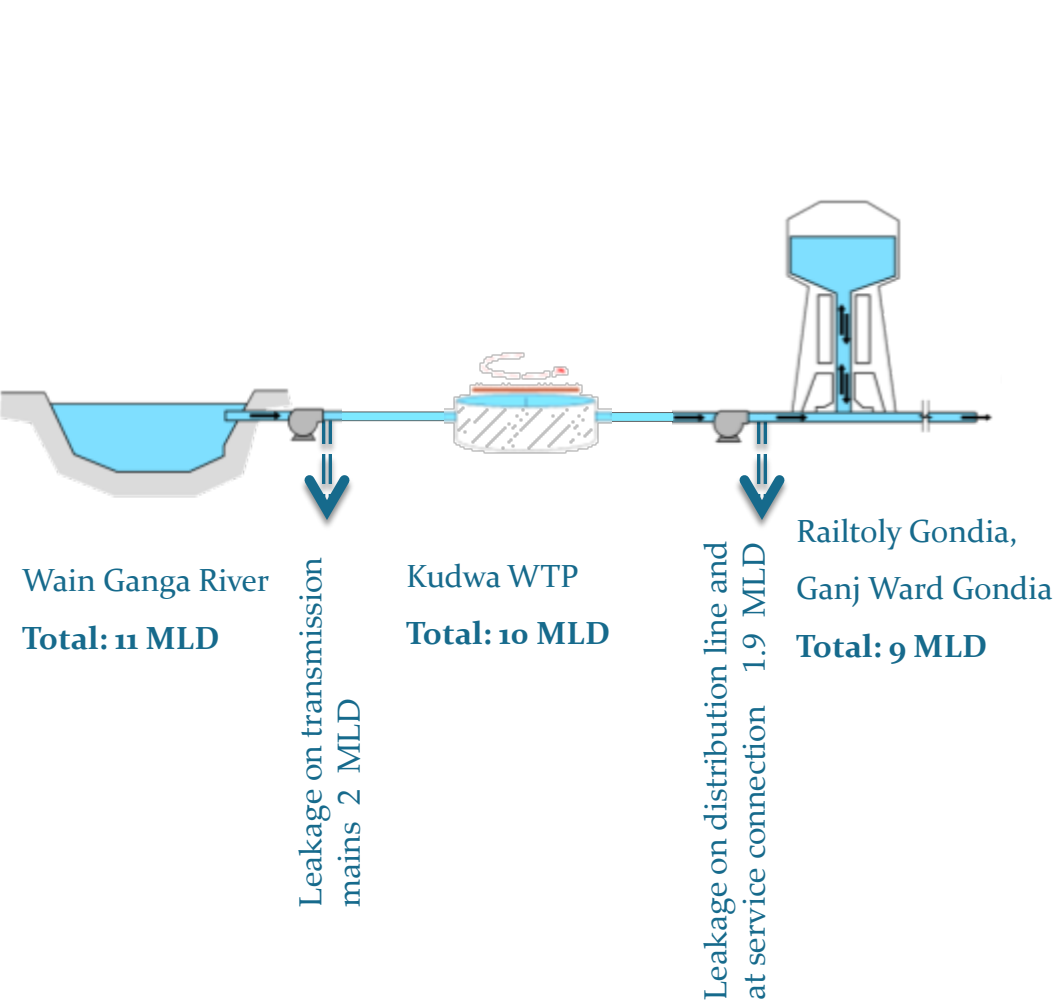 Wain Ganga River
Total: 11 MLD
Leakage on transmission
mains 2 MLD
Kudwa WTP
Total: 10 MLD
Leakage on distribution line and
at service connection 1.9 MLD
Railtoly Gondia,
Ganj Ward Gondia
Total: 9 MLD